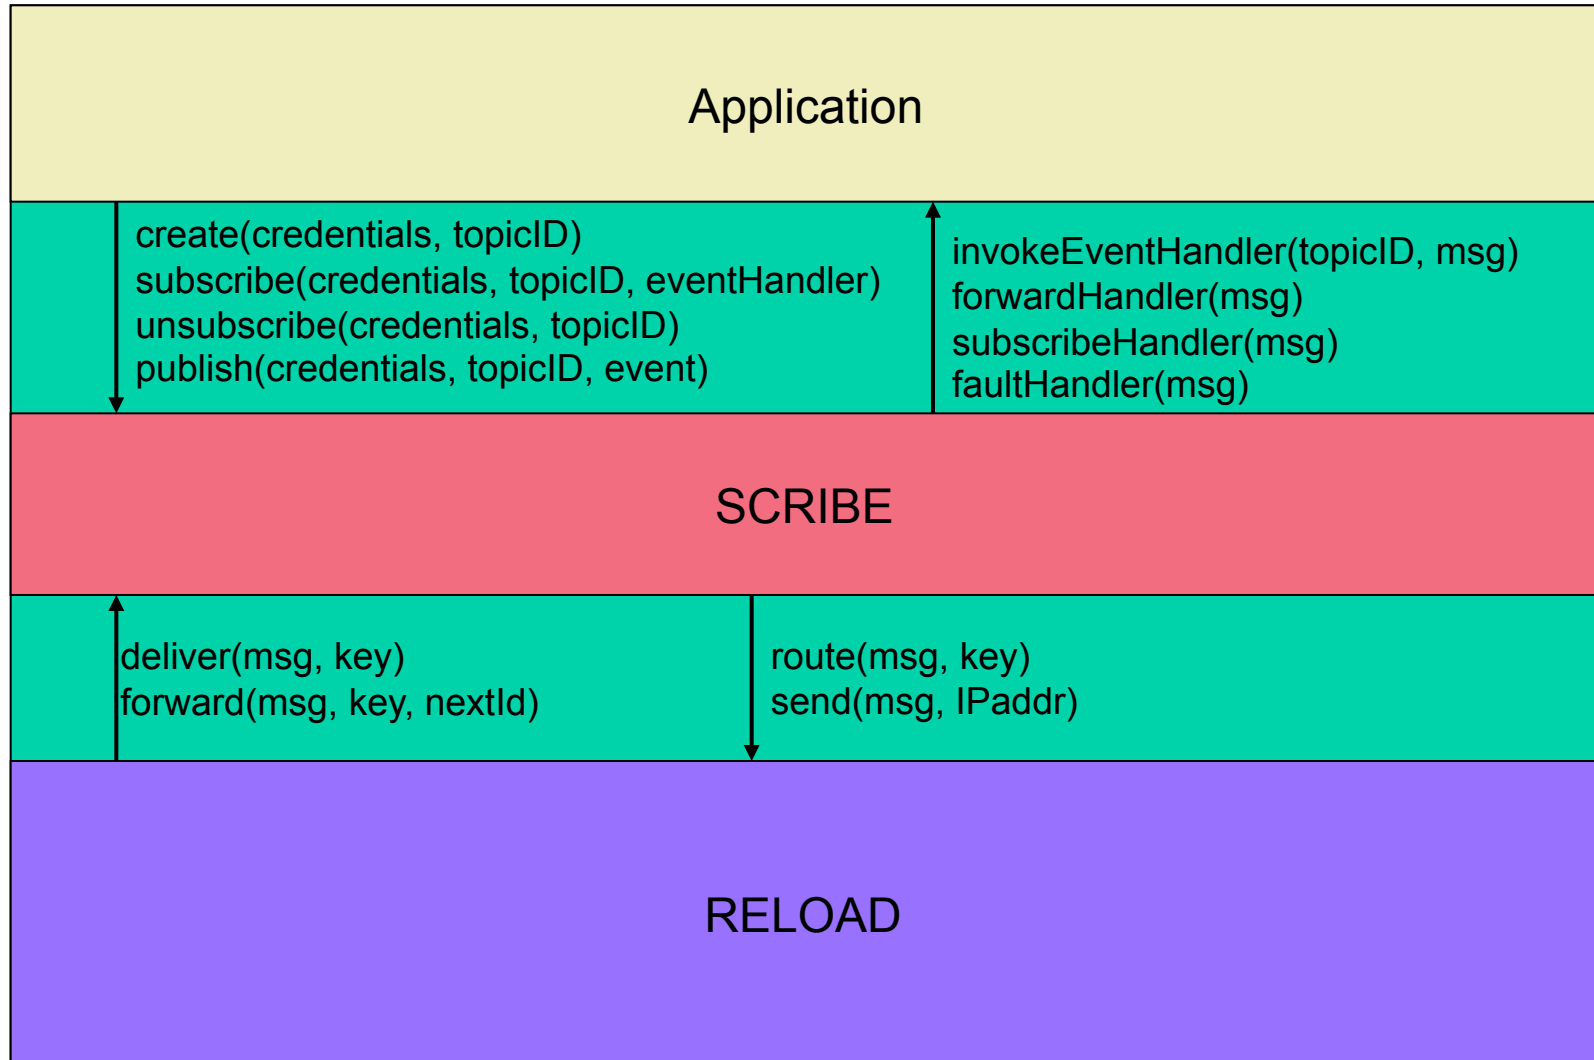 Application
create(credentials, topicID)
subscribe(credentials, topicID, eventHandler)
unsubscribe(credentials, topicID)
publish(credentials, topicID, event)
invokeEventHandler(topicID, msg)
forwardHandler(msg)
subscribeHandler(msg)
faultHandler(msg)
SCRIBE
deliver(msg, key)
forward(msg, key, nextId)
route(msg, key)
send(msg, IPaddr)
RELOAD